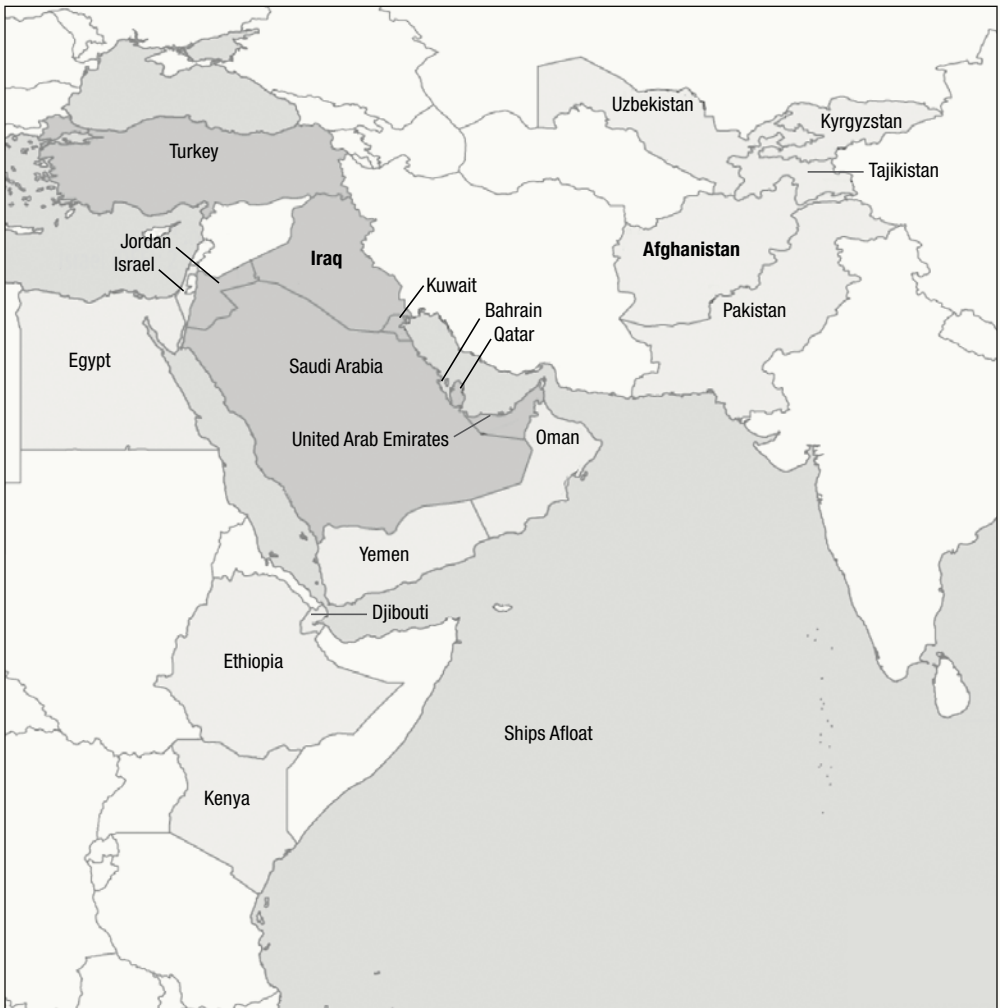 Uzbekistan
Kyrgyzstan
Turkey
Tajikistan
Jordan
Israel
Iraq
Afghanistan
Kuwait
Bahrain
Qatar
Pakistan
Egypt
Saudi Arabia
United Arab Emirates
Oman
Yemen
Djibouti
Ethiopia
Ships Afloat
Kenya